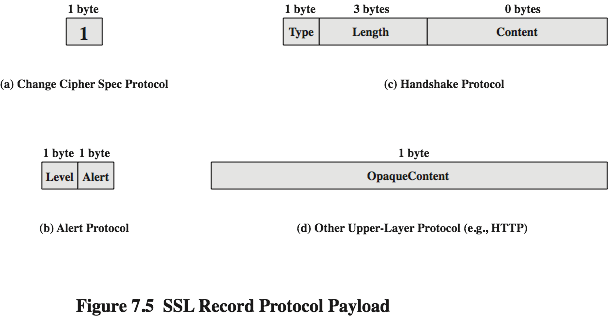 1 byte
1
(a) Change Cipher Spec Protocol
1 byte 3 bytes 0 bytes
Type Length Content
(c) Handshake Protocol
1 byte 1 byte
Level Alert
(b) Alert Protocol
1 byte
OpaqueContent
(d) Other Upper-Layer Protocol (e.g., HTTP)
Figure 7.5 SSL Record Protocol Payload